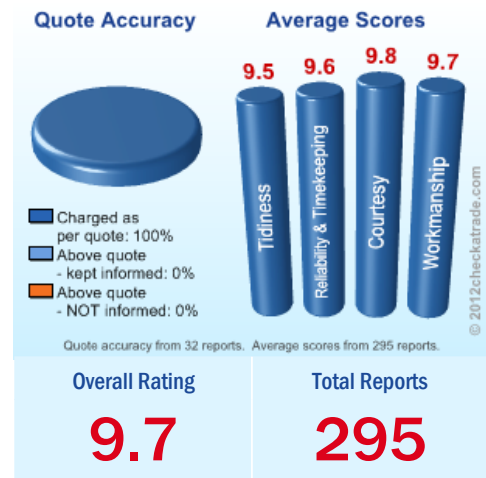 Quote Accuracy
Average Scores
9.5
9.6
9.8
9.7
Tidiness
Reliability & Timekeeping
Courtesy
Workmanship
Charged as
per quote: 100%
Above quote
- kept informed: 0%
Above quote
- NOT informed: 0%
© 2012checkatrade.com
Quote accuracy from 32 reports. Average scores from 295 reports.
Overall Rating
9.7
Total Reports
295